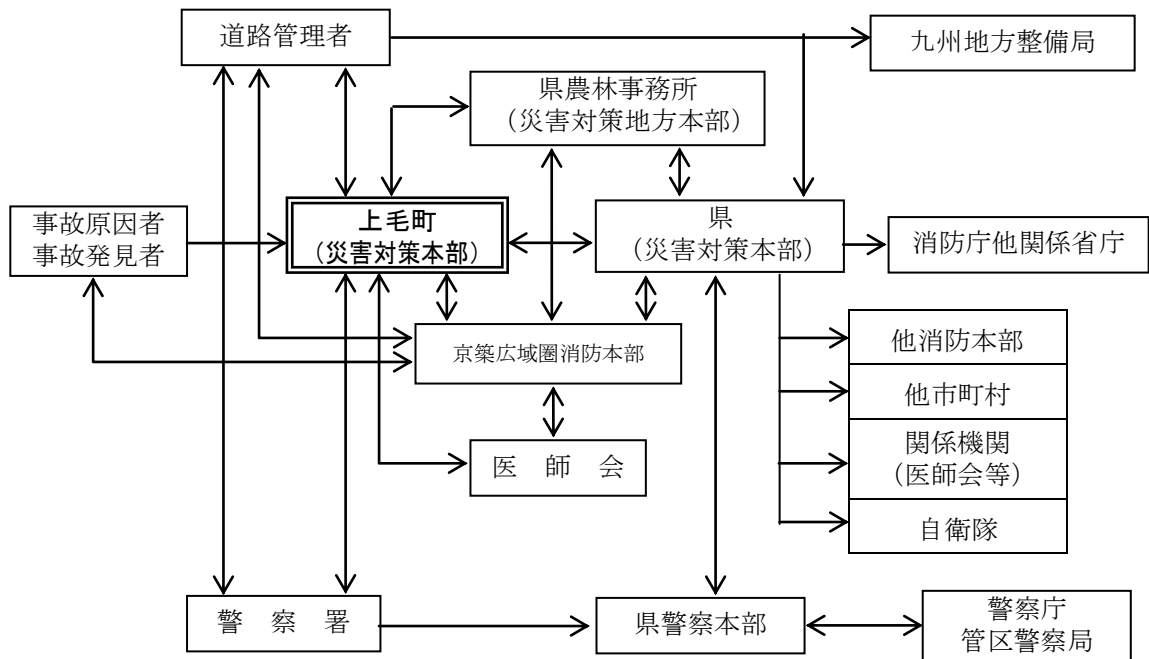 道路管理者
九州地方整備局
県農林事務所
（災害対策地方本部）
事故原因者
事故発見者
上毛町
（災害対策本部）
県
（災害対策本部）
消防庁他関係省庁
京築広域圏消防本部
他消防本部
他市町村
関係機関
（医師会等）
自衛隊
医　師　会
警　察　署
県警察本部
警察庁
管区警察局